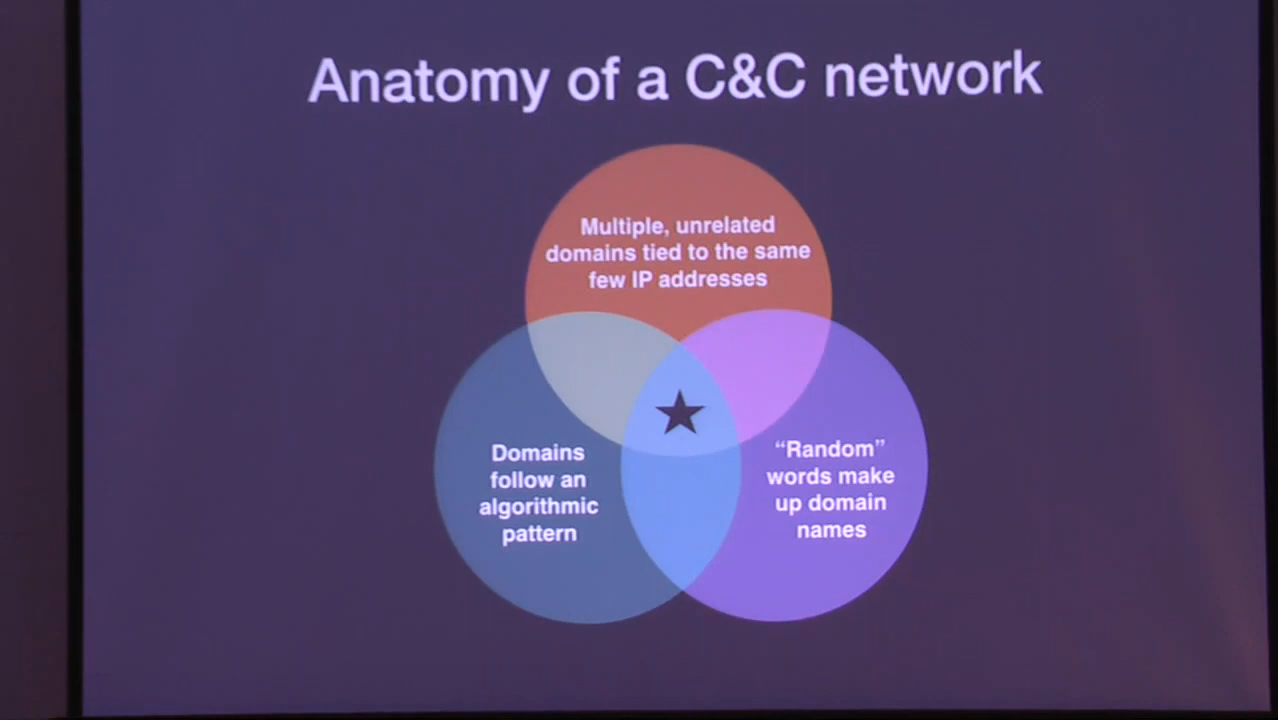 Anatomy of a C&C network
Multiple, unrelated
domains tied to the same
few IP addresses
Domains
follow an
algorithmic
pattern
“Random”
words make
up domain
names